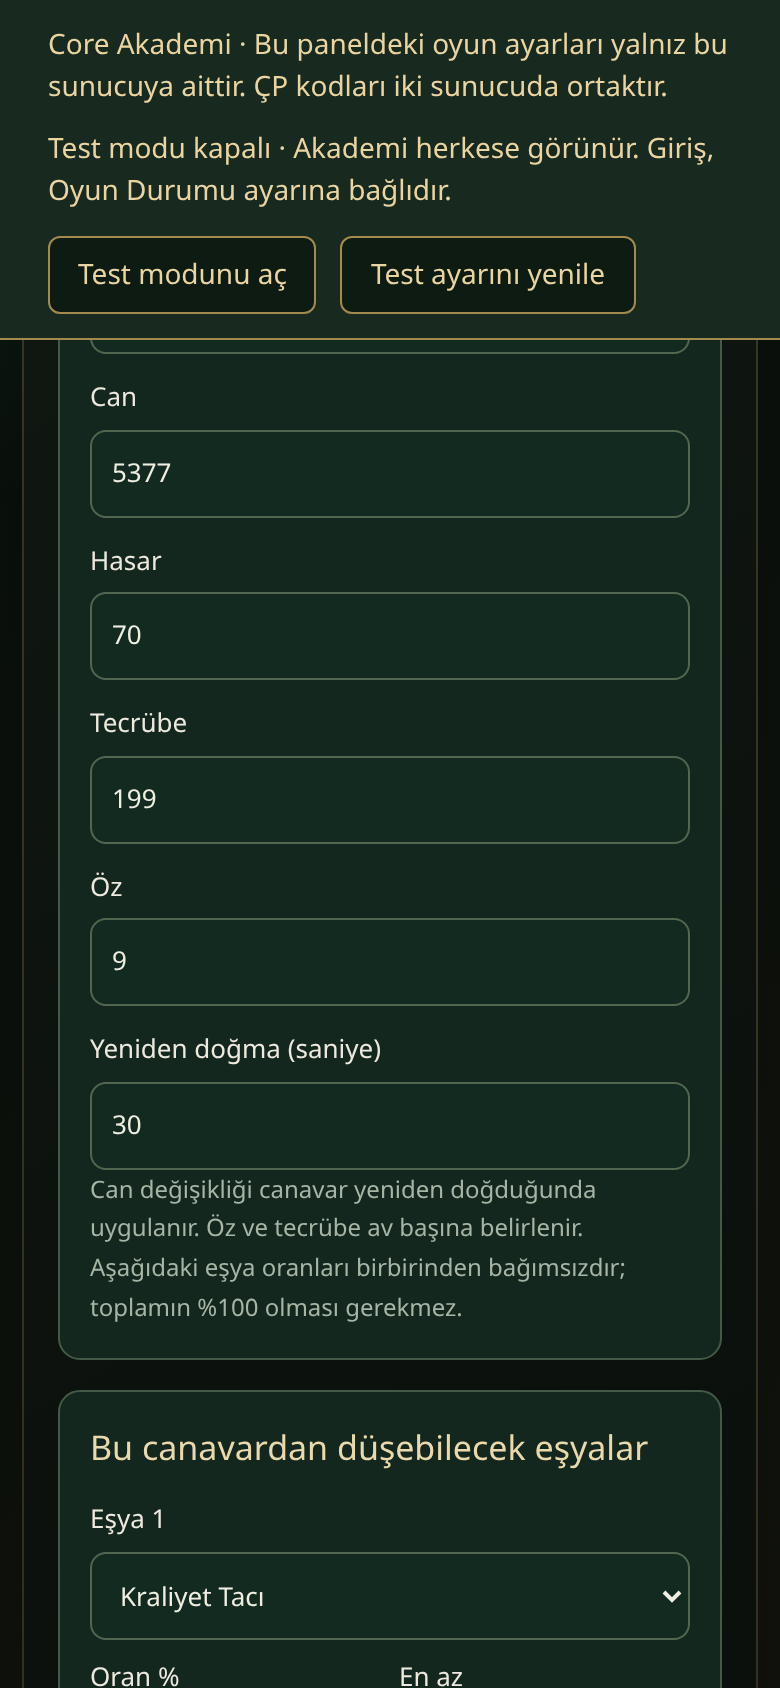 Core Akademi · Bu paneldeki oyun ayarları yalnız bu
sunucuya aittir. ÇP kodları iki sunucuda ortaktır.
Test modu kapalı · Akademi herkese görünür. Giriş,
Oyun Durumu ayarına bağlıdır.
Test modunu aç
Test ayarını yenile
Can
5377
Hasar
70
Tecrübe
199
Öz
9
Yeniden doğma (saniye)
30
Can değişikliği canavar yeniden doğduğunda
uygulanır. Öz ve tecrübe av başına belirlenir.
Aşağıdaki eşya oranları birbirinden bağımsızdır;
toplamın %100 olması gerekmez.
Bu canavardan düşebilecek eşyalar
Eşya 1
Kraliyet Tacı
Oran %
En az